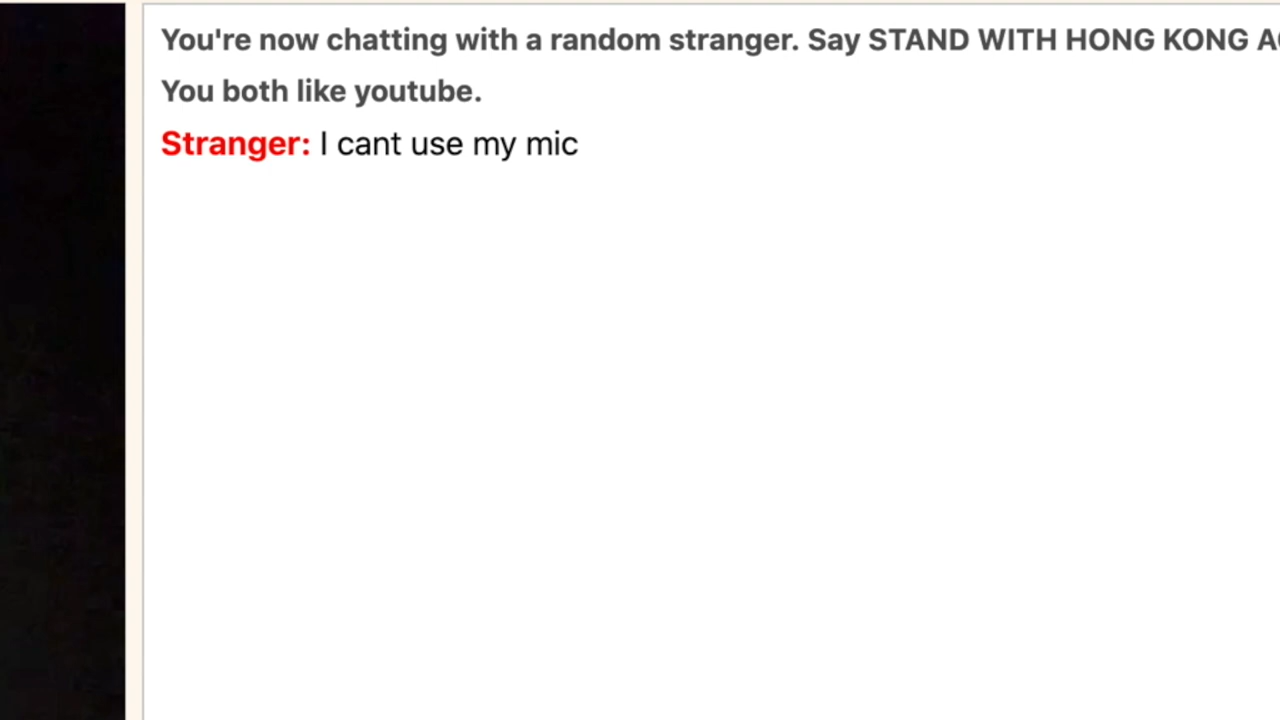 You're now chatting with a random stranger. Say STAND WITH HONG KONG
You both like youtube.
Stranger: I cant use my mic